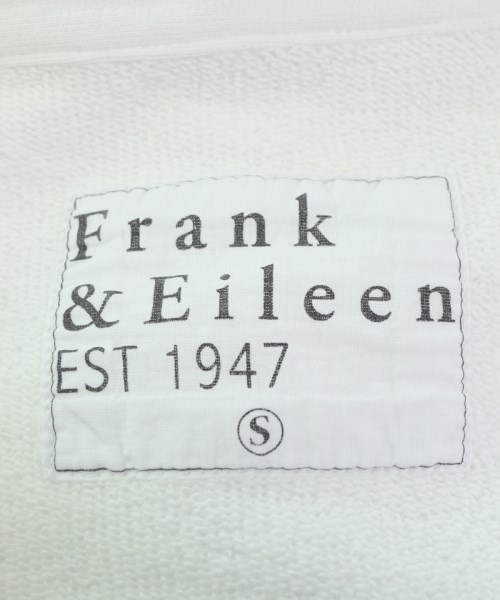 Frank
& Eileen
EST 1947
S